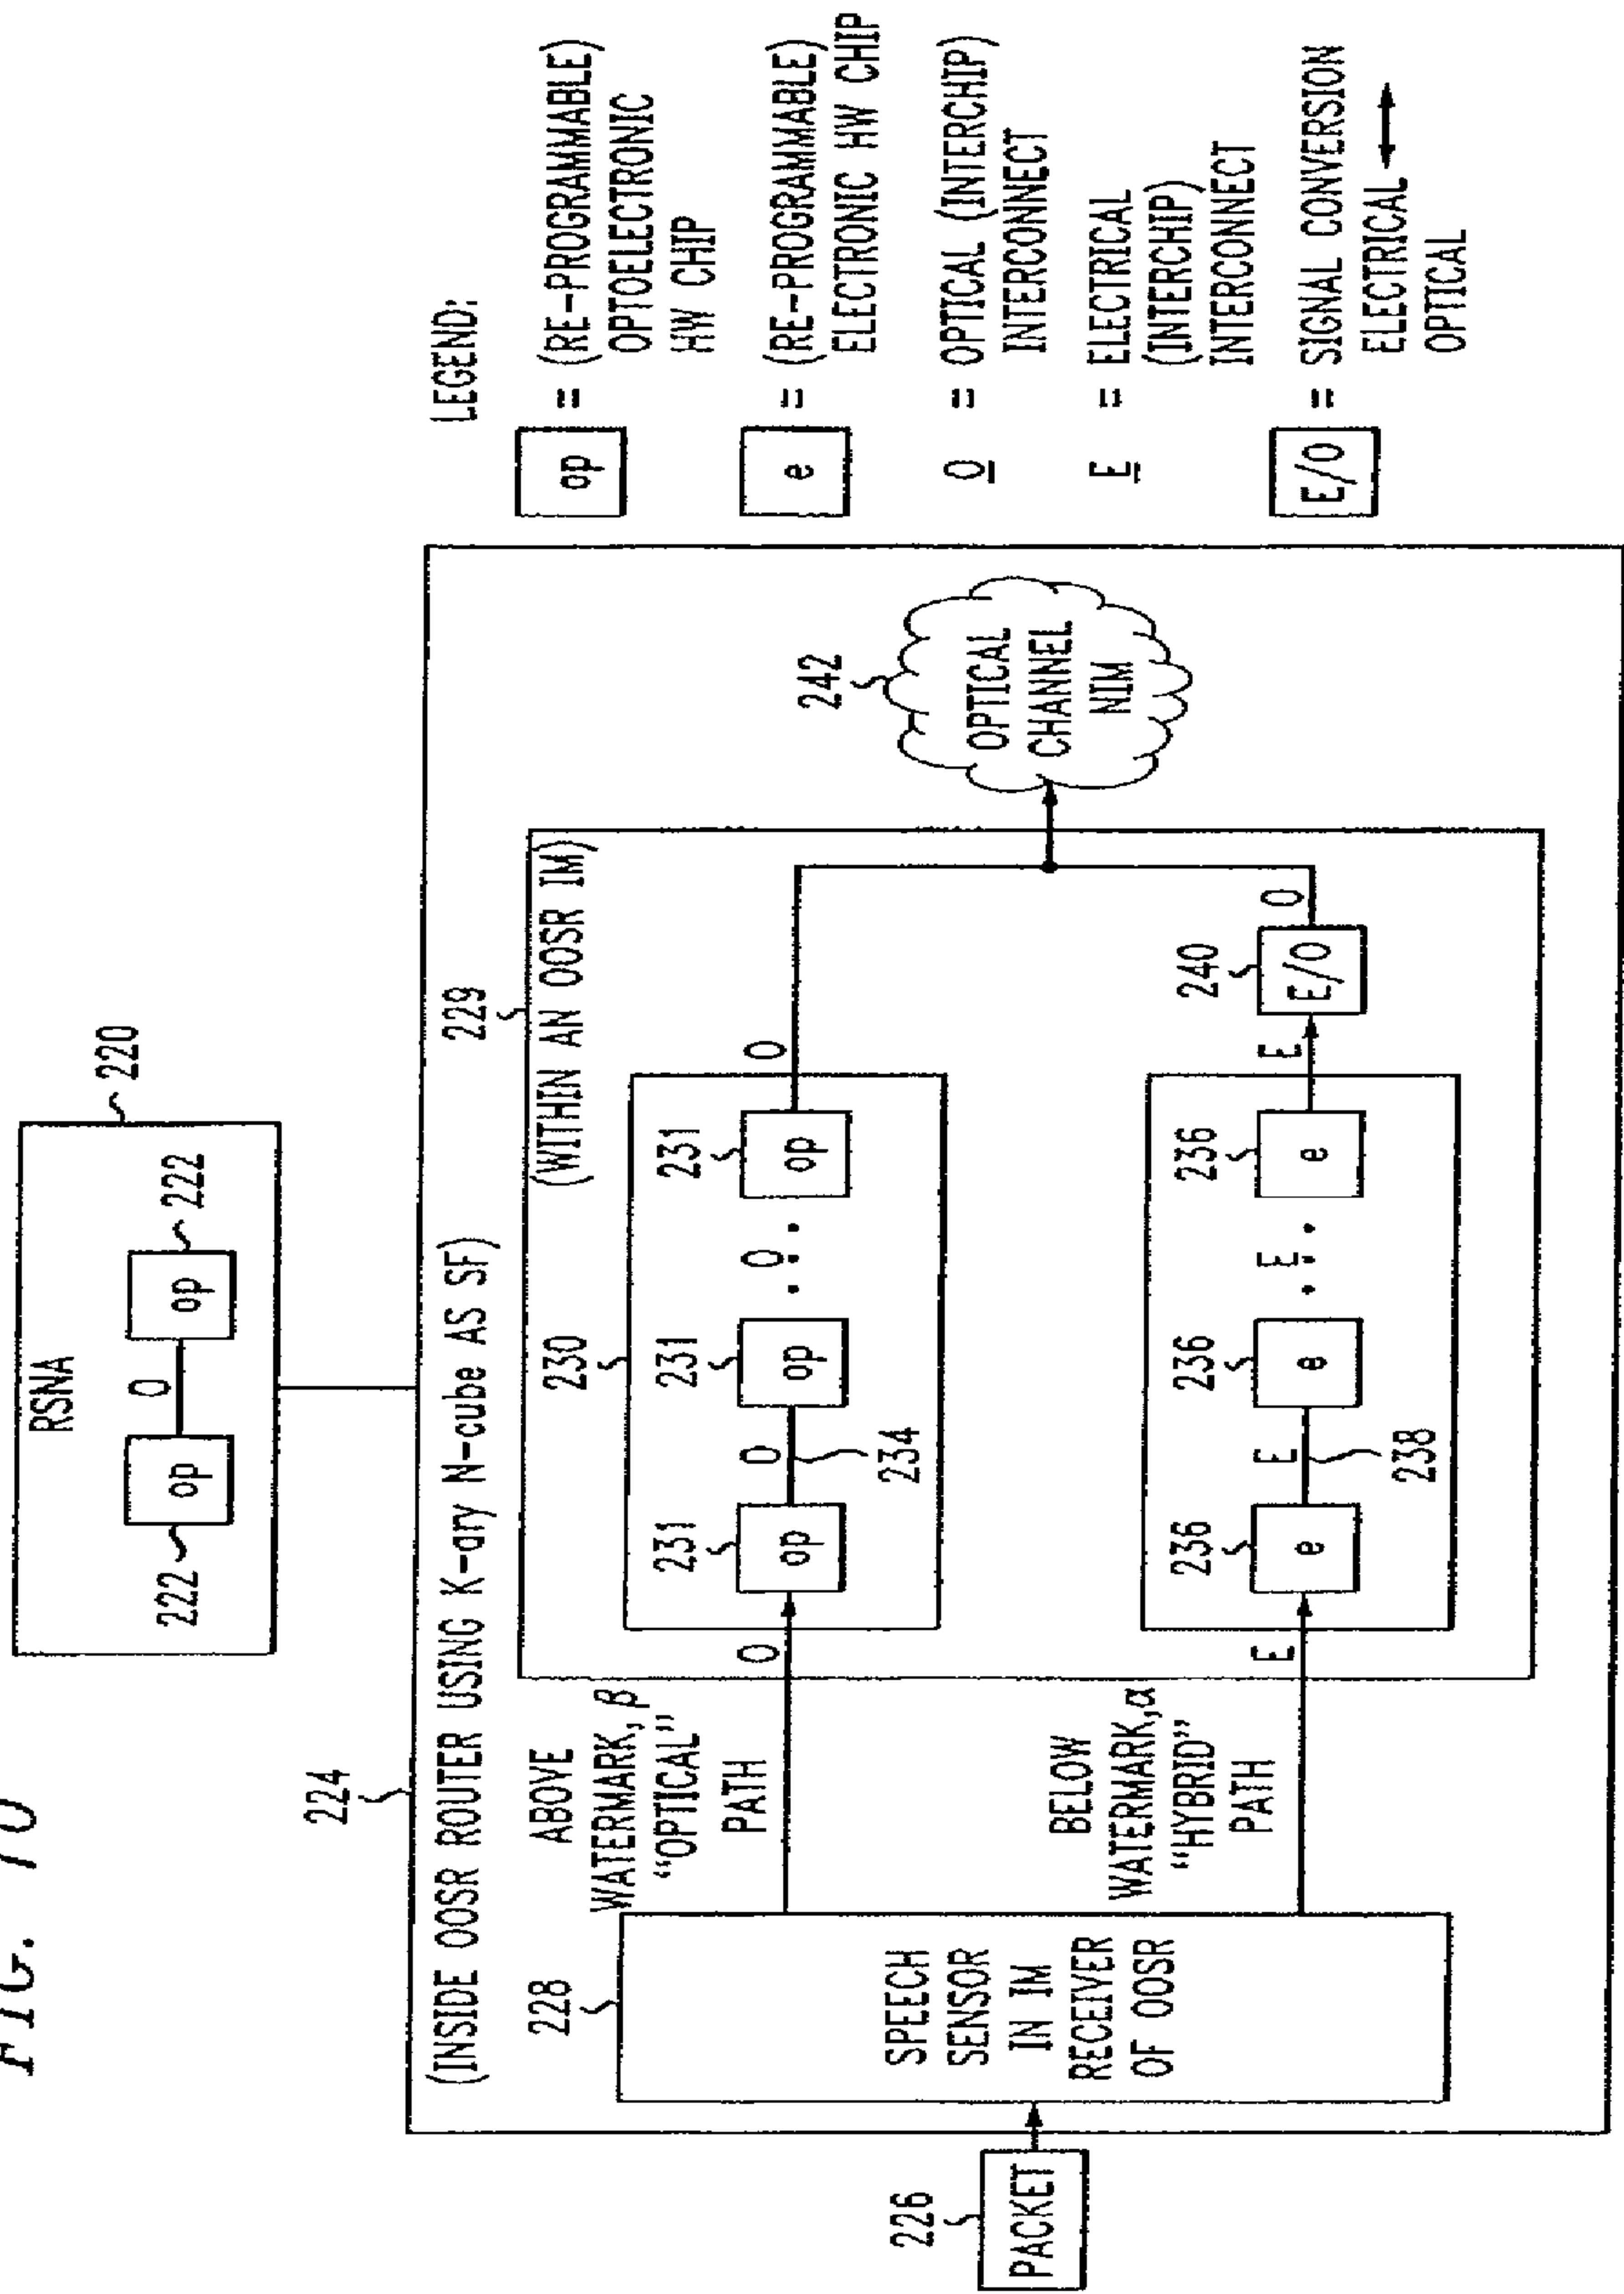 FIG. 10
RSNA
220
222
op
O
op
222
224
(INSIDE OOSR ROUTER USING K-ary N-cube AS SF)
226
PACKET
228
SPEECH
SENSOR
IN IM
RECEIVER
OF OOSR
ABOVE
WATERMARK, β
"OPTICAL"
PATH
BELOW
WATERMARK,α
"HYBRID"
PATH
229
(WITHIN AN OOSR IM)
230
O
231
op
O
234
231
op
. O .
231
op
O
E
236
e
E
238
236
e
. E .
236
e
E
240
E/O
O
242
OPTICAL
CHANNEL
NIM
LEGEND:
op = (RE-PROGRAMMABLE)
OPTOELECTRONIC
HW CHIP
e = (RE-PROGRAMMABLE)
ELECTRONIC HW CHIP
O = OPTICAL (INTERCHIP)
INTERCONNECT
E = ELECTRICAL
(INTERCHIP)
INTERCONNECT
E/O = SIGNAL CONVERSION
ELECTRICAL ↔
OPTICAL